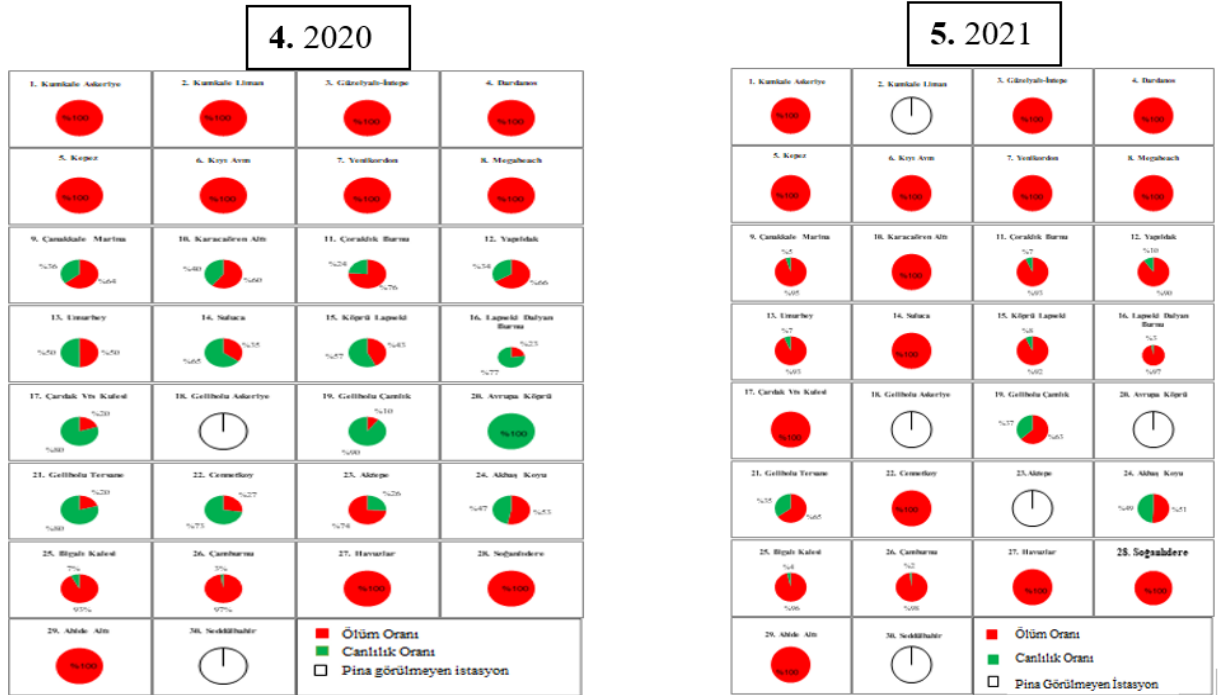 4. 2020
1. Kumkale Askeriye
2. Kumkale Liman
3. Güzelyalı-İntepe
4. Dardanos
%100
%100
%100
%100
5. Kepez
6. Kıyı Avm
7. Yenikordon
8. Megabeach
%100
%100
%100
%100
9. Çanakkale Marina
10. Karacaören Altı
11. Çoraklık Burnu
12. Yapıldak
%36
%64
%40
%60
%24
%76
%34
%66
13. Umurbey
14. Suluca
15. Köprü Lapseki
16. Lapseki Dalyan
Burnu
%50
%50
%35
%65
%57
%43
%23
%77
17. Çardak Vts Kulesi
18. Gelibolu Askeriye
19. Gelibolu Çamlık
20. Avrupa Köprü
%20
%80
%10
%90
%100
21. Gelibolu Tersane
22. Cennetkoy
23. Aktepe
24. Akbaş Koyu
%20
%80
%27
%73
%26
%74
%47
%53
25. Bigalı Kalesi
26. Çamburnu
27. Havuzlar
28. Soğanlıdere
7%
93%
3%
97%
%100
%100
29. Abide Altı
30. Seddülbahir
%100
Ölüm Oranı
Canlılık Oranı
Pina görülmeyen istasyon
5. 2021
1. Kumkale Askeriye
2. Kumkale Liman
3. Güzelyalı-İntepe
4. Dardanos
%100
%100
%100
5. Kepez
6. Kıyı Avm
7. Yenikordon
8. Megabeach
%100
%100
%100
%100
9. Çanakkale Marina
10. Karacaören Altı
11. Çoraklık Burnu
12. Yapıldak
%5
%95
%100
%7
%93
%10
%90
13. Umurbey
14. Suluca
15. Köprü Lapseki
16. Lapseki Dalyan
Burnu
%7
%93
%100
%8
%92
%3
%97
17. Çardak Vts Kulesi
18. Gelibolu Askeriye
19. Gelibolu Çamlık
20. Avrupa Köprü
%100
%37
%63
21. Gelibolu Tersane
22. Cennetkoy
23. Aktepe
24. Akbaş Koyu
%35
%65
%100
%49
%51
25. Bigalı Kalesi
26. Çamburnu
27. Havuzlar
28. Soğanlıdere
%4
%96
%2
%98
%100
%100
29. Abide Altı
30. Seddülbahir
%100
Ölüm Oranı
Canlılık Oranı
Pina Görülmeyen İstasyon